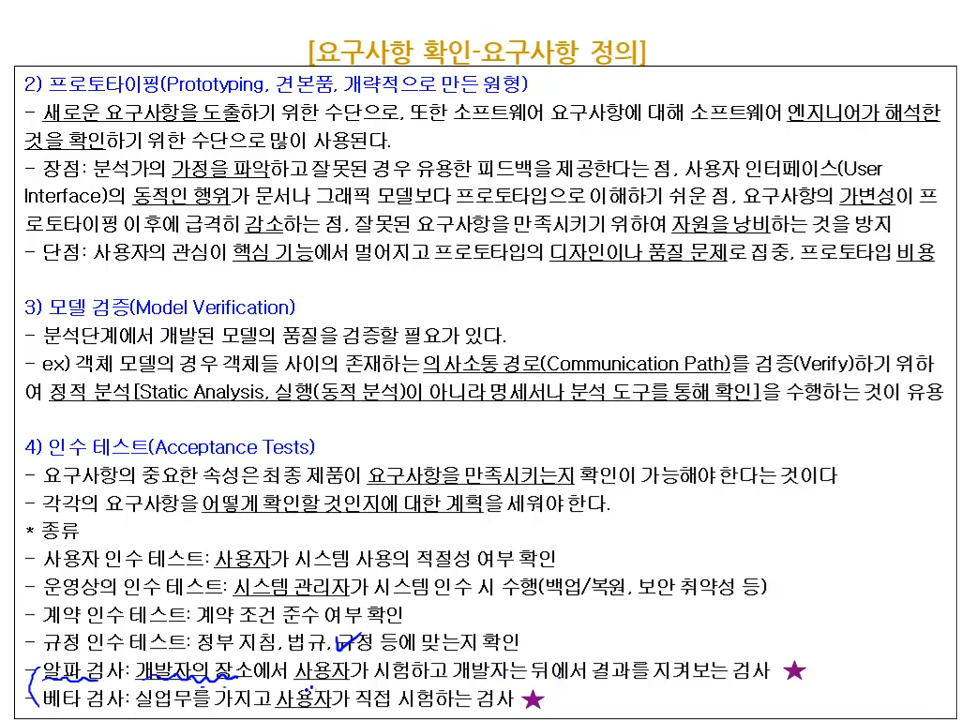 [요구사항 확인-요구사항 정의]
2) 프로토타이핑(Prototyping, 견본품, 개략적으로 만든 원형)
- 새로운 요구사항을 도출하기 위한 수단으로, 또한 소프트웨어 요구사항에 대해 소프트웨어 엔지니어가 해석한
것을 확인하기 위한 수단으로 많이 사용된다.
- 장점: 분석가의 가정을 파악하고 잘못된 경우 유용한 피드백을 제공한다는 점, 사용자 인터페이스(User
Interface)의 동적인 행위가 문서나 그래픽 모델보다 프로토타입으로 이해하기 쉬운 점, 요구사항의 가변성이 프
로토타이핑 이후에 급격히 감소하는 점, 잘못된 요구사항을 만족시키기 위하여 자원을 낭비하는 것을 방지
- 단점: 사용자의 관심이 핵심 기능에서 멀어지고 프로토타입의 디자인이나 품질 문제로 집중, 프로토타입 비용
3) 모델 검증(Model Verification)
- 분석단계에서 개발된 모델의 품질을 검증할 필요가 있다.
- ex) 객체 모델의 경우 객체들 사이의 존재하는 의사소통 경로(Communication Path)를 검증(Verify)하기 위하
여 정적 분석[Static Analysis, 실행(동적 분석)이 아니라 명세서나 분석 도구를 통해 확인]을 수행하는 것이 유용
4) 인수 테스트(Acceptance Tests)
- 요구사항의 중요한 속성은 최종 제품이 요구사항을 만족시키는지 확인이 가능해야 한다는 것이다
- 각각의 요구사항을 어떻게 확인할 것인지에 대한 계획을 세워야 한다.
* 종류
- 사용자 인수 테스트: 사용자가 시스템 사용의 적절성 여부 확인
- 운영상의 인수 테스트: 시스템 관리자가 시스템 인수 시 수행(백업/복원, 보안 취약성 등)
- 계약 인수 테스트: 계약 조건 준수 여부 확인
- 규정 인수 테스트: 정부 지침, 법규, 규정 등에 맞는지 확인
- 알파 검사: 개발자의 장소에서 사용자가 시험하고 개발자는 뒤에서 결과를 지켜보는 검사 ★
- 베타 검사: 실업무를 가지고 사용자가 직접 시험하는 검사 ★